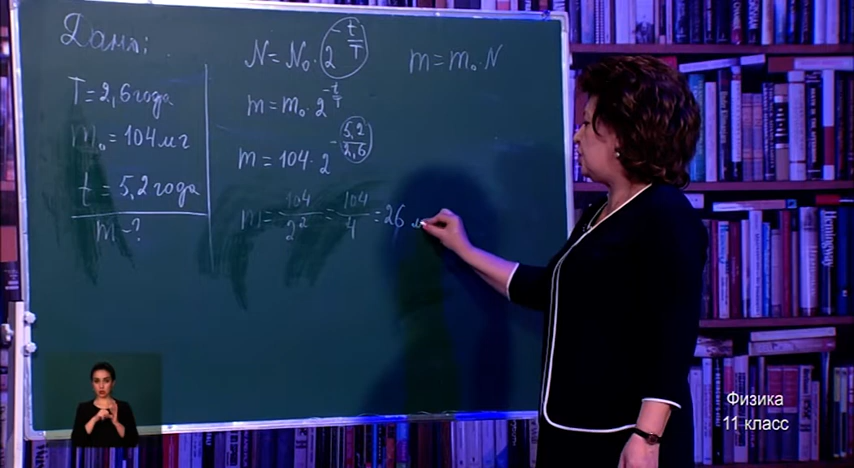 Дано:
T = 2,6 года
m₀ = 104 мг
t = 5,2 года
m - ?
N = N₀ · 2^(-t/T)
m = m₀ · N
m = m₀ · 2^(-t/T)
m = 104 · 2^(-5,2/2,6)
m = 104/2² = 104/4 = 26 м
Физика
11 класс